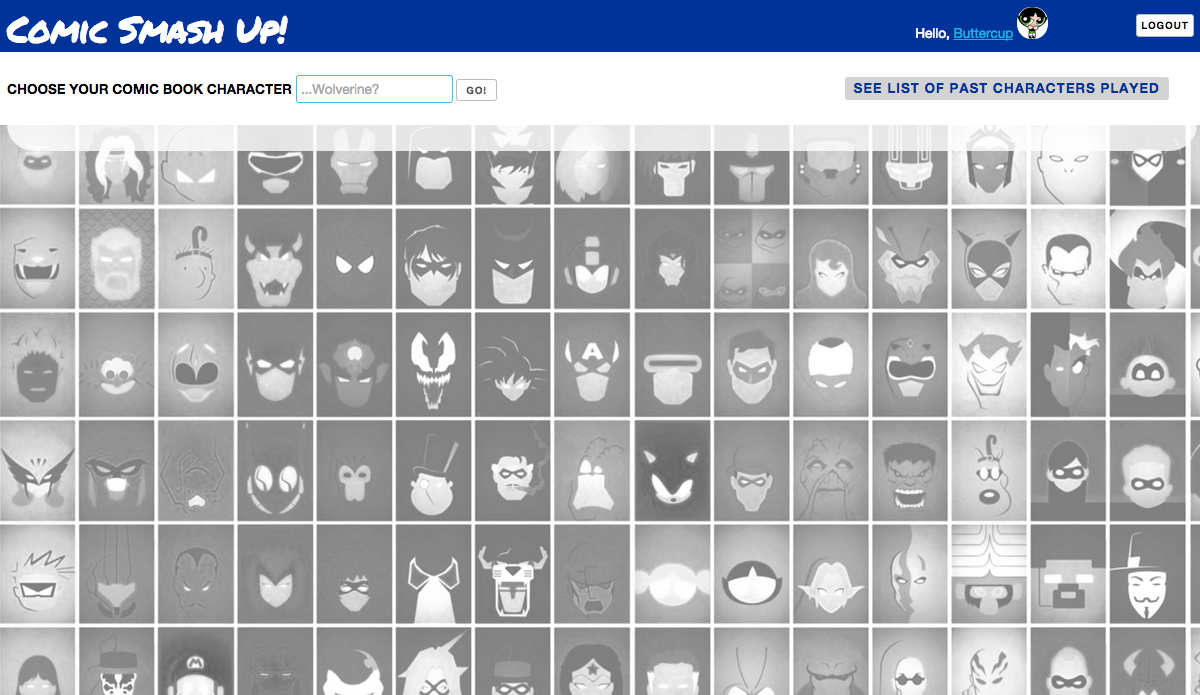 Comic Smash Up!
Hello, Buttercup
LOGOUT
CHOOSE YOUR COMIC BOOK CHARACTER ...Wolverine? GO!
SEE LIST OF PAST CHARACTERS PLAYED
A
M